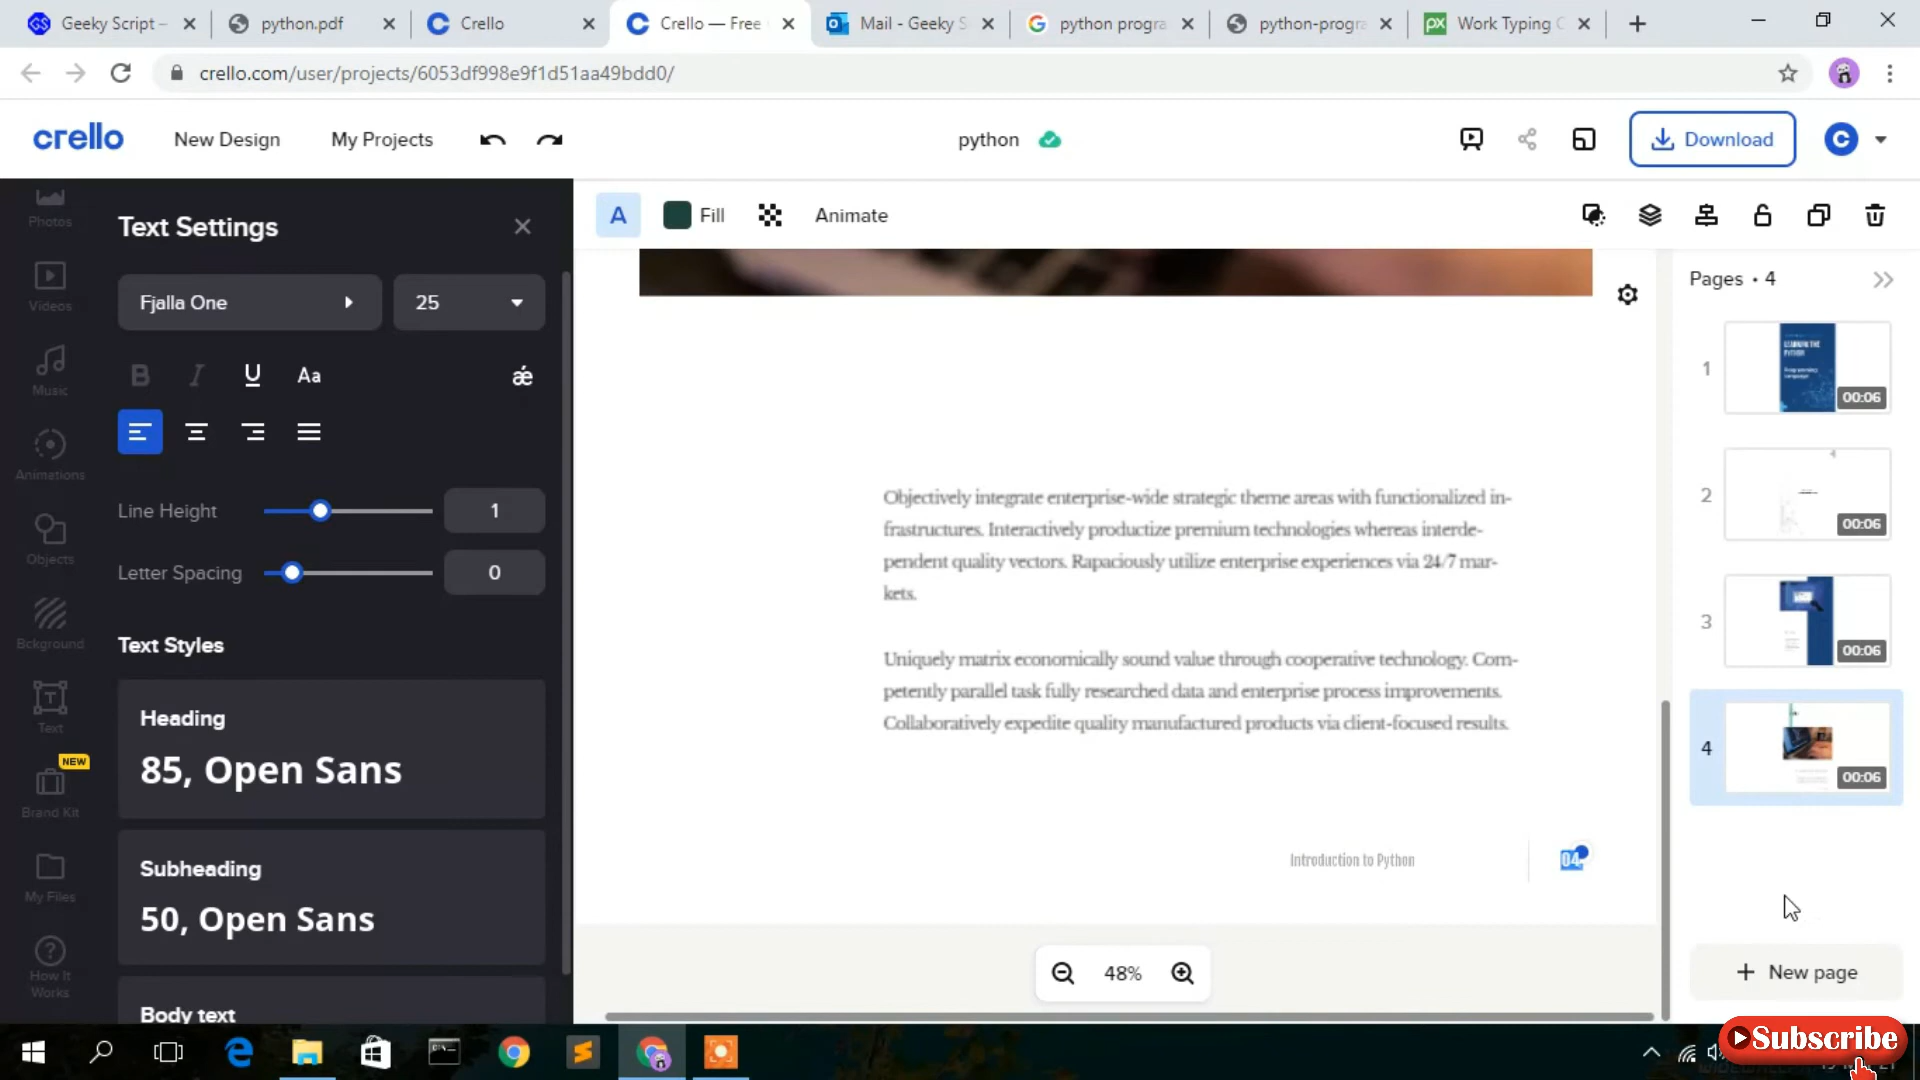 Geeky Script –
python.pdf
Crello
Crello — Free
Mail - Geeky S
python progra
python-progra
Work Typing C
crello.com/user/projects/6053df998e9f1d51aa49bdd0/
crello
New Design
My Projects
python
Download
C
Photos
Videos
Music
Animations
Objects
Bckground
Text
NEW
Brand Kit
My Files
How It
Works
Text Settings
Fjalla One
25
B I U Aa ǽ
Line Height
1
Letter Spacing
0
Text Styles
Heading
85, Open Sans
Subheading
50, Open Sans
Body text
A
Fill
Animate
Objectively integrate enterprise-wide strategic theme areas with functionalized in-
frastructures. Interactively productize premium technologies whereas interde-
pendent quality vectors. Rapaciously utilize enterprise experiences via 24/7 mar-
kets.
Uniquely matrix economically sound value through cooperative technology. Com-
petently parallel task fully researched data and enterprise process improvements.
Collaboratively expedite quality manufactured products via client-focused results.
Introduction to Python
04
48%
Pages • 4
1
LEARNING THE
PYTHON
Programming
Language
00:06
2
00:06
3
00:06
4
00:06
+ New page
Subscribe